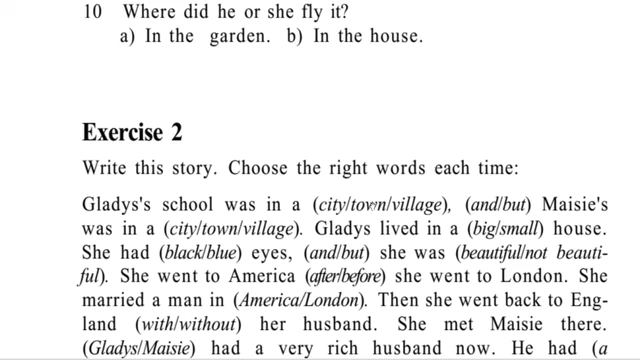 10 Where did he or she fly it?
a) In the garden. b) In the house.
Exercise 2
Write this story. Choose the right words each time:
Gladys's school was in a (city/town/village), (and/but) Maisie's
was in a (city/town/village). Gladys lived in a (big/small) house.
She had (black/blue) eyes, (and/but) she was (beautiful/not beauti-
ful). She went to America (after/before) she went to London. She
married a man in (America/London). Then she went back to Eng-
land (with/without) her husband. She met Maisie there.
(Gladys/Maisie) had a very rich husband now. He had (a